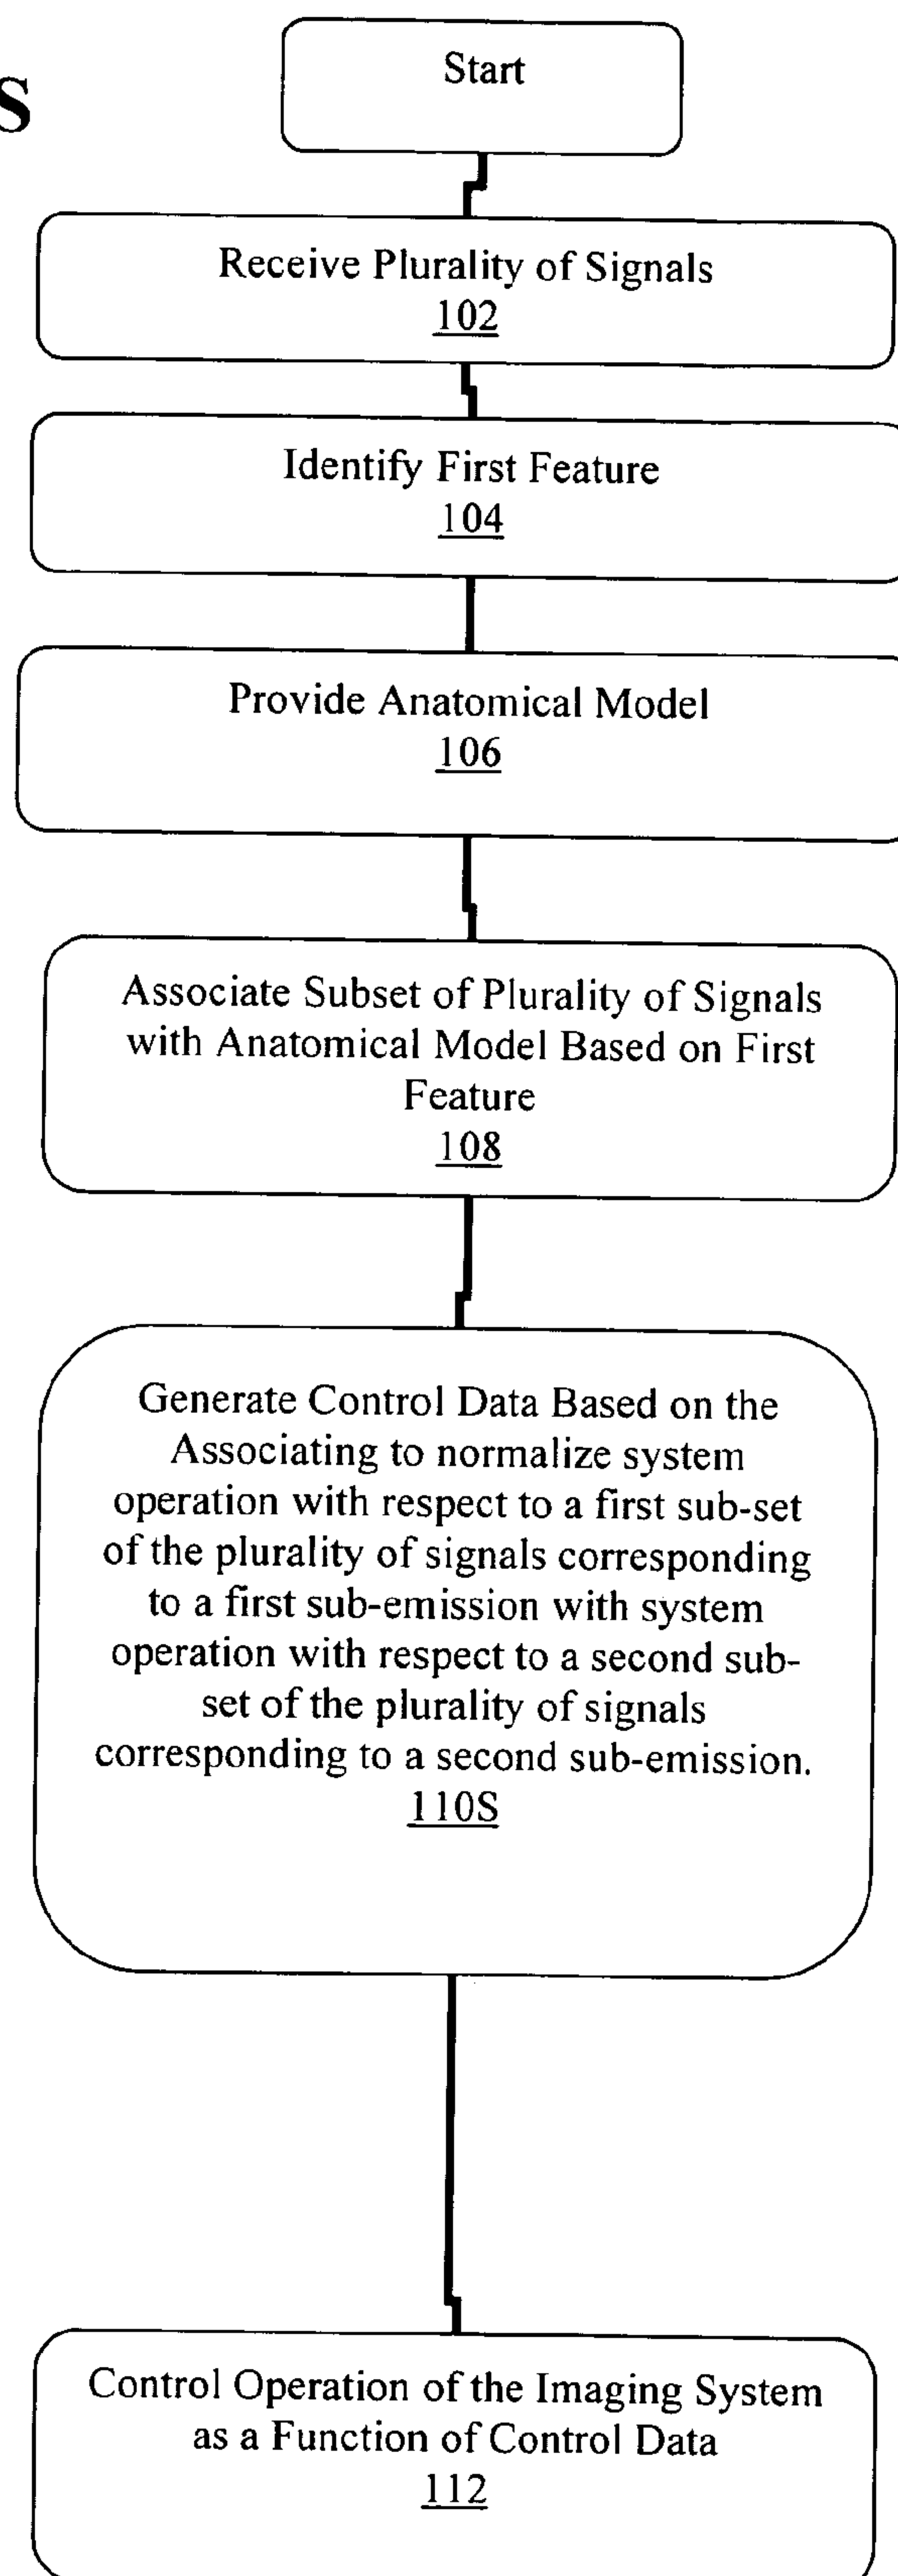 S
Start
Receive Plurality of Signals
102
Identify First Feature
104
Provide Anatomical Model
106
Associate Subset of Plurality of Signals
with Anatomical Model Based on First
Feature
108
Generate Control Data Based on the
Associating to normalize system
operation with respect to a first sub-set
of the plurality of signals corresponding
to a first sub-emission with system
operation with respect to a second sub-
set of the plurality of signals
corresponding to a second sub-emission.
110S
Control Operation of the Imaging System
as a Function of Control Data
112